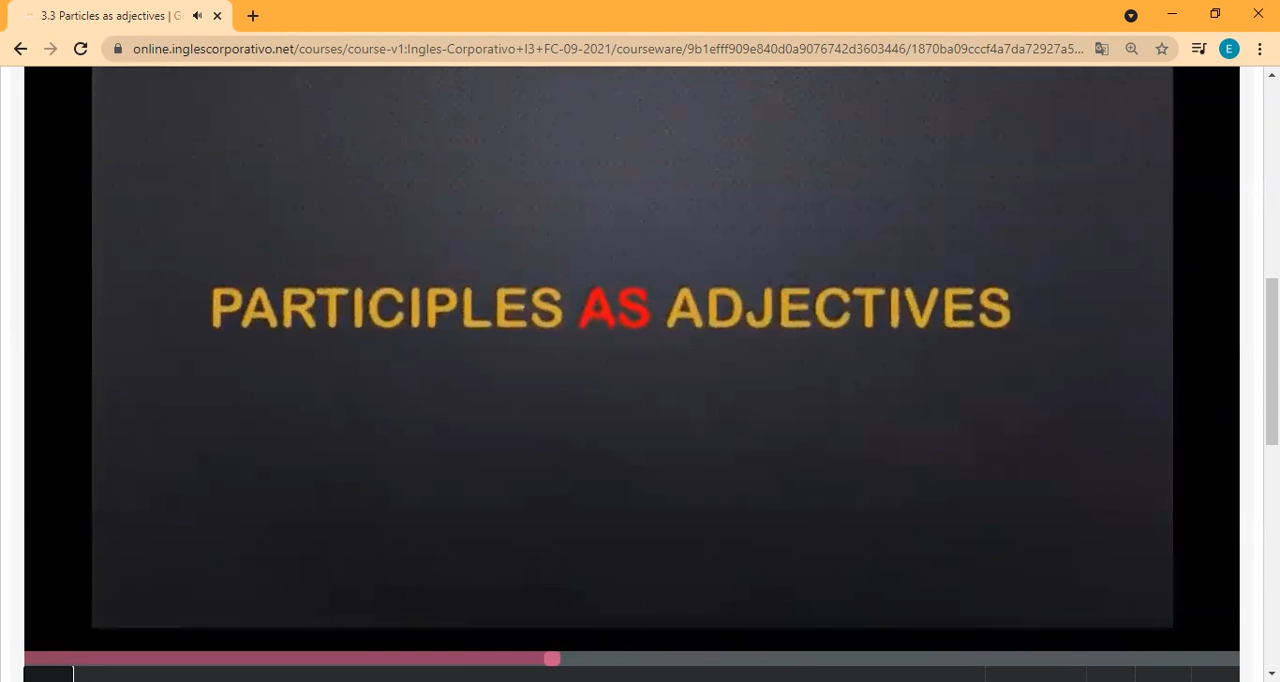 3.3 Particles as adjectives | G
online.inglescorporativo.net/courses/course-v1:Ingles-Corporativo+I3+FC-09-2021/courseware/9b1efff909e840d0a9076742d3603446/1870ba09cccf4a7da72927a5...
E
PARTICIPLES AS ADJECTIVES